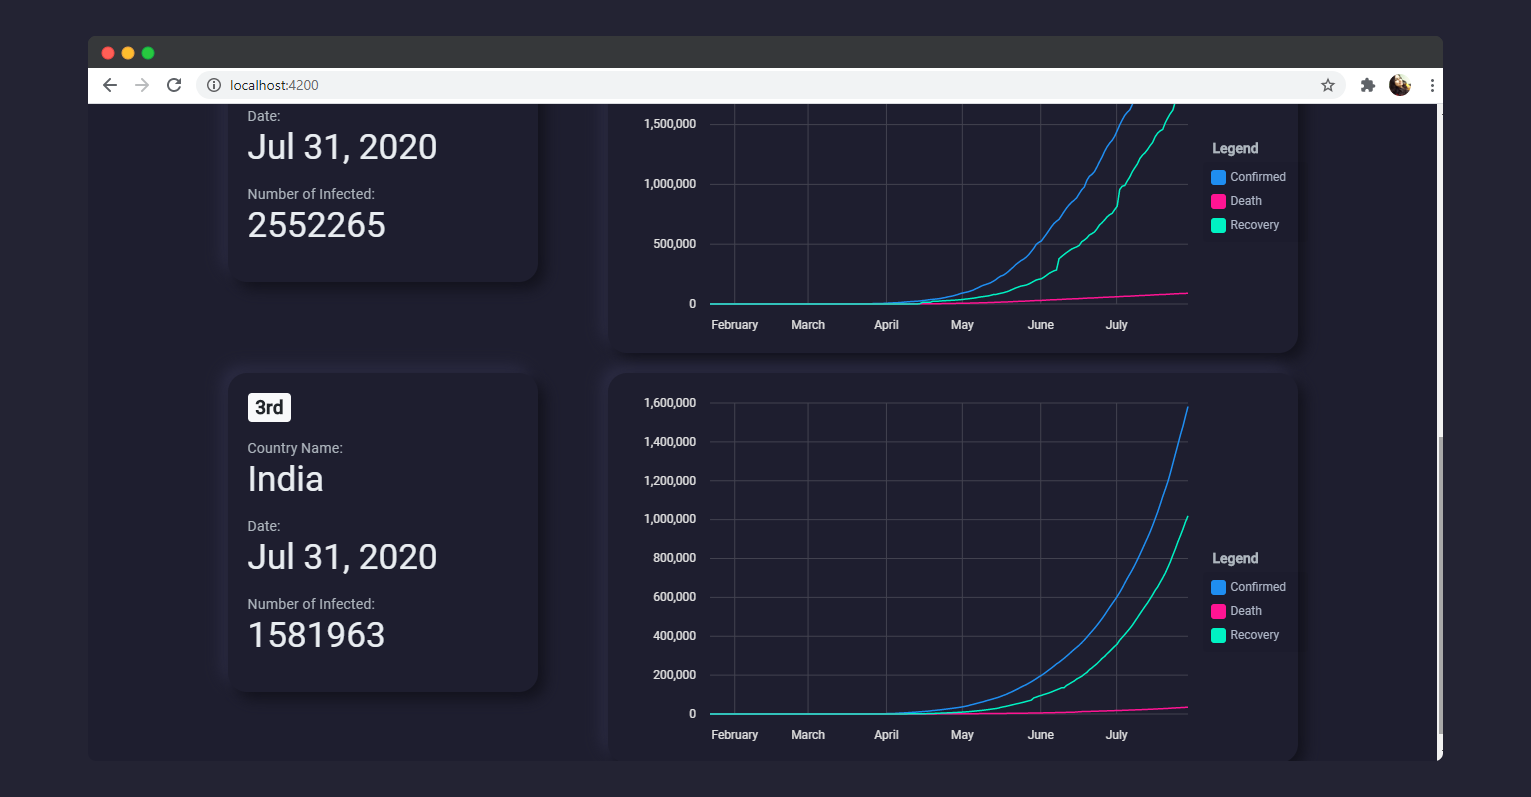 localhost:4200
Date:
Jul 31, 2020
Number of Infected:
2552265
1,500,000
1,000,000
500,000
0
February March April May June July
Legend
Confirmed
Death
Recovery
3rd
Country Name:
India
Date:
Jul 31, 2020
Number of Infected:
1581963
1,600,000
1,400,000
1,200,000
1,000,000
800,000
600,000
400,000
200,000
0
February March April May June July
Legend
Confirmed
Death
Recovery